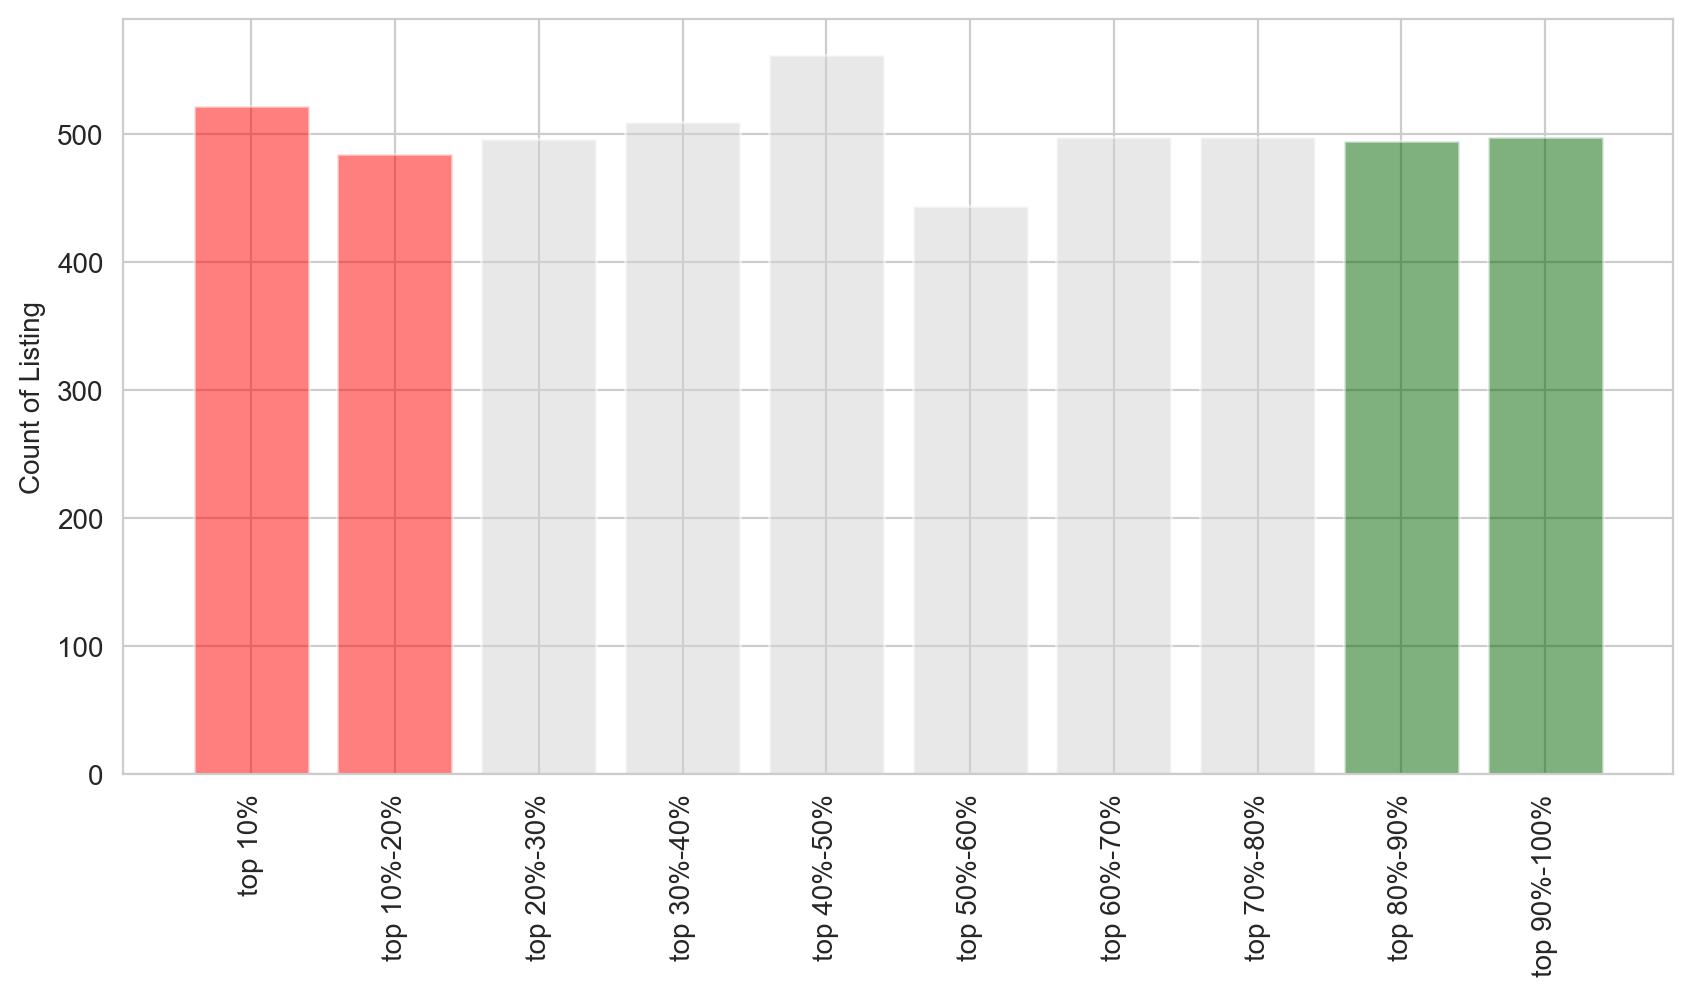 Count of Listing
500
400
300
200
100
0
top 10%
top 10%-20%
top 20%-30%
top 30%-40%
top 40%-50%
top 50%-60%
top 60%-70%
top 70%-80%
top 80%-90%
top 90%-100%